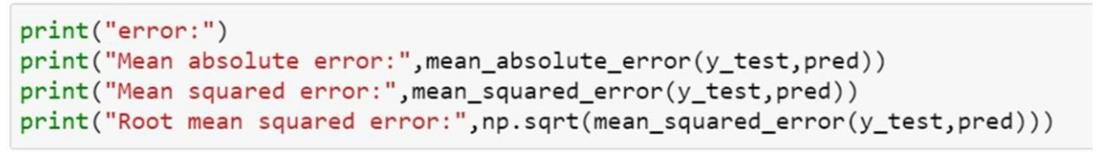 print("error:")
print("Mean absolute error:",mean_absolute_error(y_test,pred))
print("Mean squared error:",mean_squared_error(y_test,pred))
print("Root mean squared error:",np.sqrt(mean_squared_error(y_test,pred)))